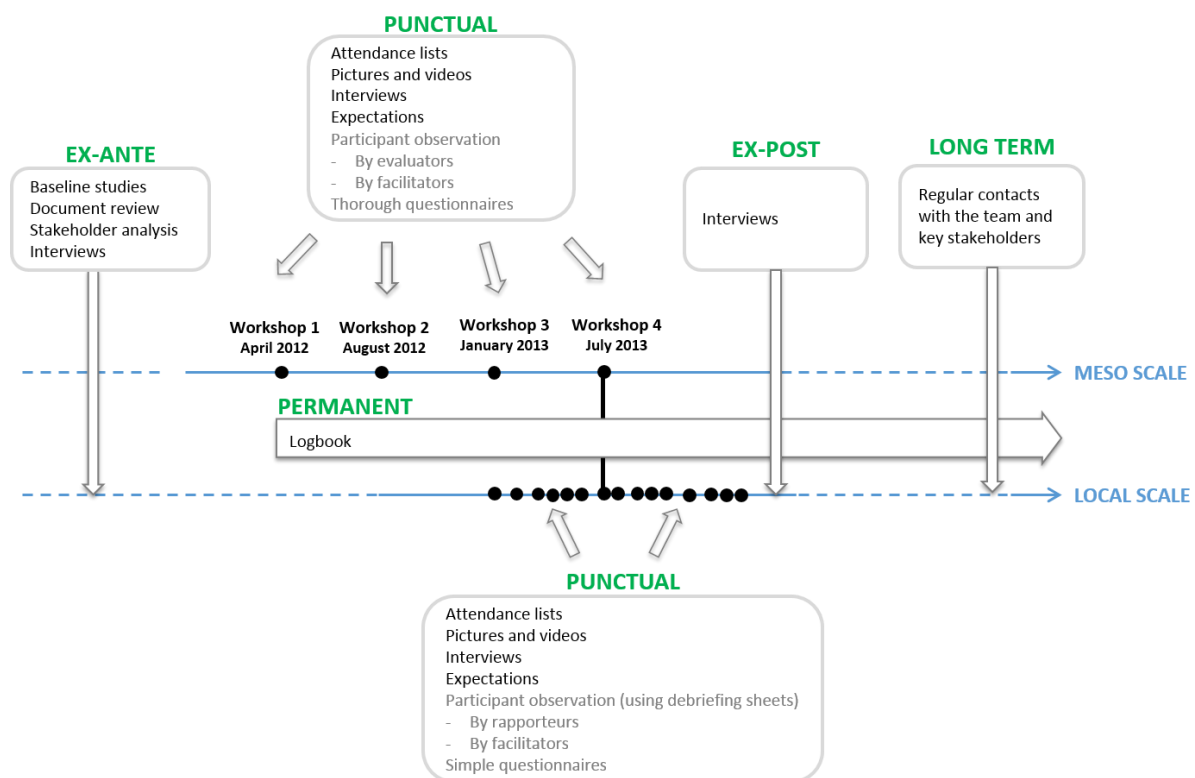 PUNCTUAL
Attendance lists
Pictures and videos
Interviews
Expectations
Participant observation
- By evaluators
- By facilitators
Thorough questionnaires
EX-ANTE
Baseline studies
Document review
Stakeholder analysis
Interviews
EX-POST
Interviews
LONG TERM
Regular contacts
with the team and
key stakeholders
Workshop 1
April 2012
Workshop 2
August 2012
Workshop 3
January 2013
Workshop 4
July 2013
MESO SCALE
PERMANENT
Logbook
LOCAL SCALE
PUNCTUAL
Attendance lists
Pictures and videos
Interviews
Expectations
Participant observation (using debriefing sheets)
- By rapporteurs
- By facilitators
Simple questionnaires